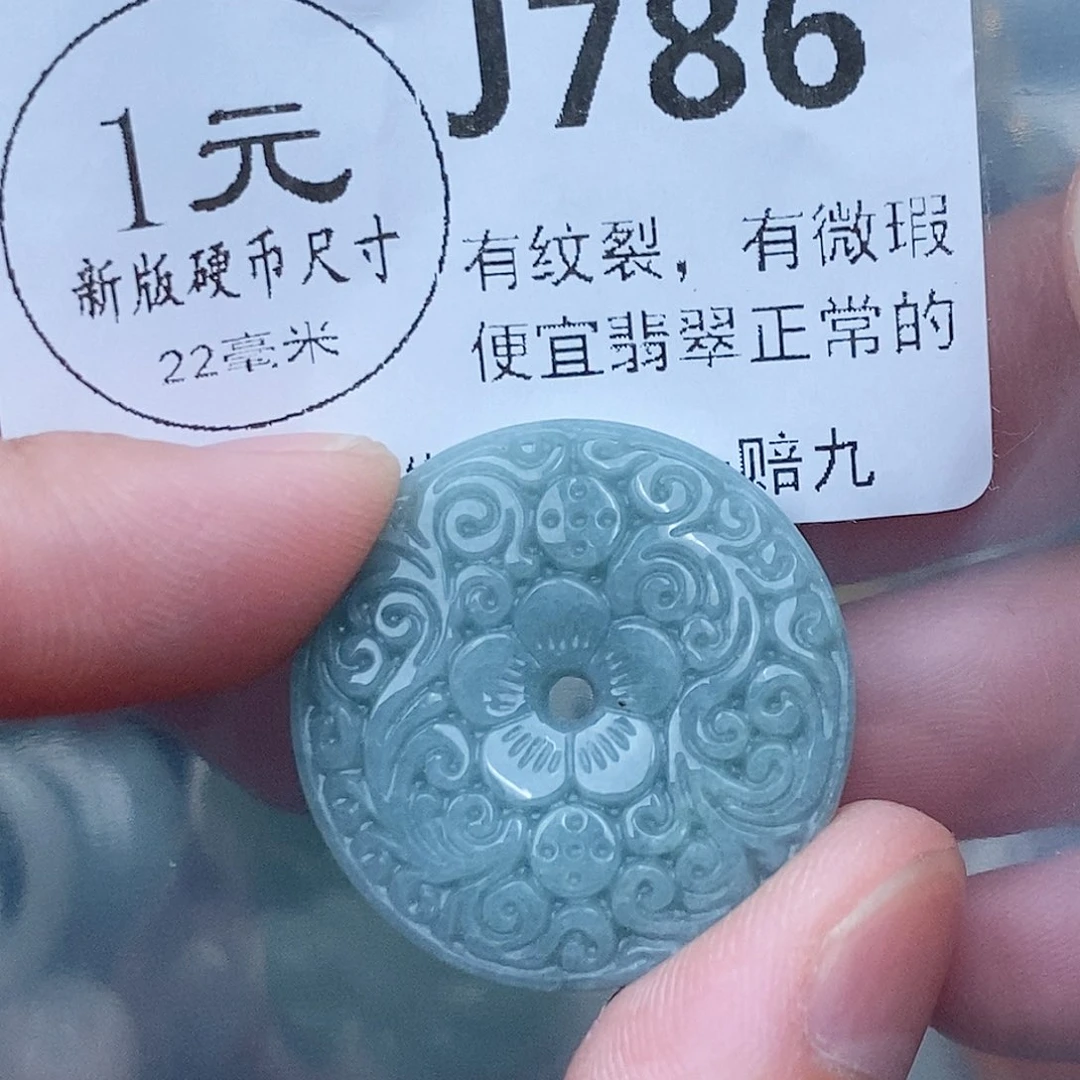 J786
1元
新版硬币尺寸
22毫米
有纹裂，有微瑕
便宜翡翠正常的
赔九